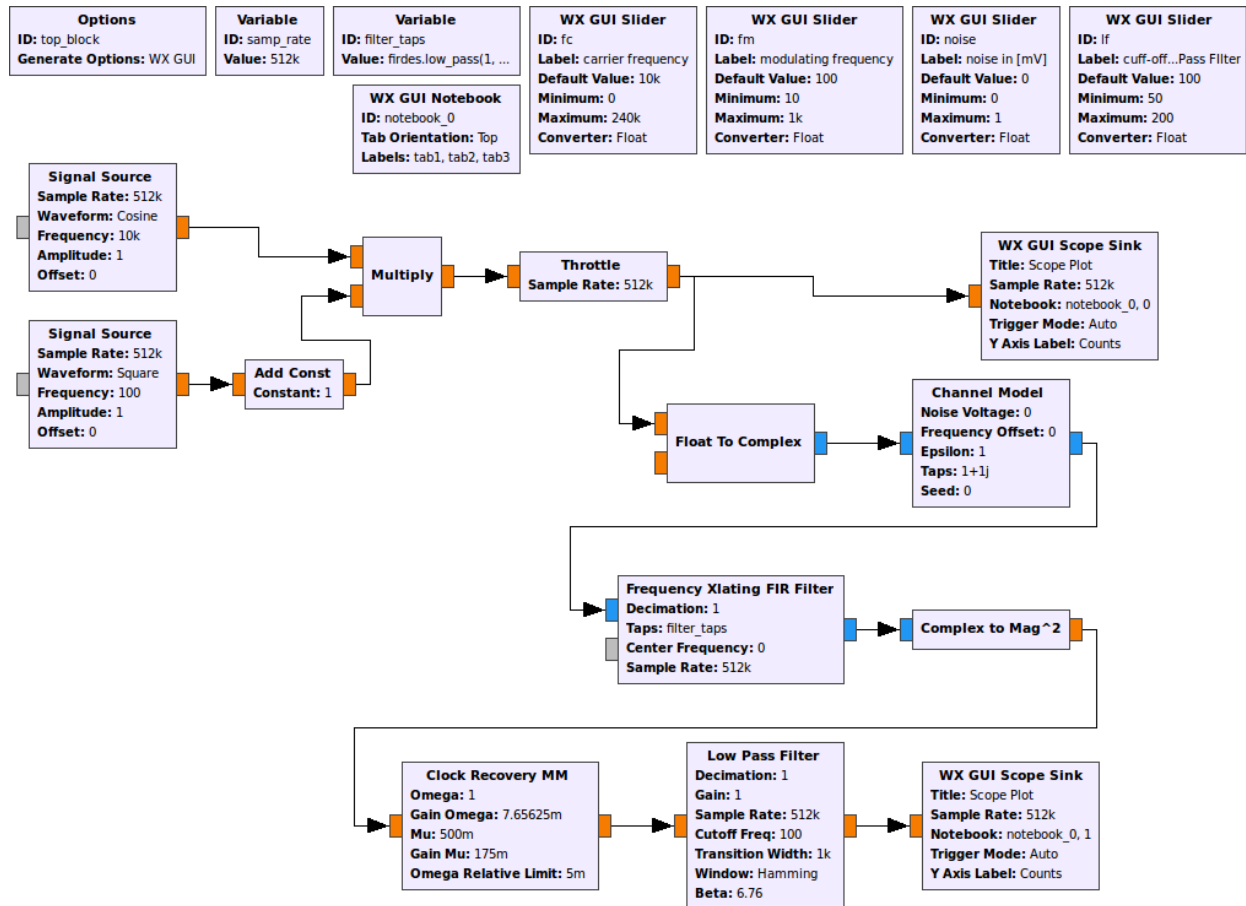 Options
ID: top_block
Generate Options: WX GUI
Variable
ID: samp_rate
Value: 512k
Variable
ID: filter_taps
Value: firdes.low_pass(1, ...
WX GUI Slider
ID: fc
Label: carrier frequency
Default Value: 10k
Minimum: 0
Maximum: 240k
Converter: Float
WX GUI Slider
ID: fm
Label: modulating frequency
Default Value: 100
Minimum: 10
Maximum: 1k
Converter: Float
WX GUI Slider
ID: noise
Label: noise in [mV]
Default Value: 0
Minimum: 0
Maximum: 1
Converter: Float
WX GUI Slider
ID: lf
Label: cuff-off...Pass FIlter
Default Value: 100
Minimum: 50
Maximum: 200
Converter: Float
WX GUI Notebook
ID: notebook_0
Tab Orientation: Top
Labels: tab1, tab2, tab3
Signal Source
Sample Rate: 512k
Waveform: Cosine
Frequency: 10k
Amplitude: 1
Offset: 0
Multiply
Throttle
Sample Rate: 512k
WX GUI Scope Sink
Title: Scope Plot
Sample Rate: 512k
Notebook: notebook_0, 0
Trigger Mode: Auto
Y Axis Label: Counts
Signal Source
Sample Rate: 512k
Waveform: Square
Frequency: 100
Amplitude: 1
Offset: 0
Add Const
Constant: 1
Float To Complex
Channel Model
Noise Voltage: 0
Frequency Offset: 0
Epsilon: 1
Taps: 1+1j
Seed: 0
Frequency Xlating FIR Filter
Decimation: 1
Taps: filter_taps
Center Frequency: 0
Sample Rate: 512k
Complex to Mag^2
Clock Recovery MM
Omega: 1
Gain Omega: 7.65625m
Mu: 500m
Gain Mu: 175m
Omega Relative Limit: 5m
Low Pass Filter
Decimation: 1
Gain: 1
Sample Rate: 512k
Cutoff Freq: 100
Transition Width: 1k
Window: Hamming
Beta: 6.76
WX GUI Scope Sink
Title: Scope Plot
Sample Rate: 512k
Notebook: notebook_0, 1
Trigger Mode: Auto
Y Axis Label: Counts